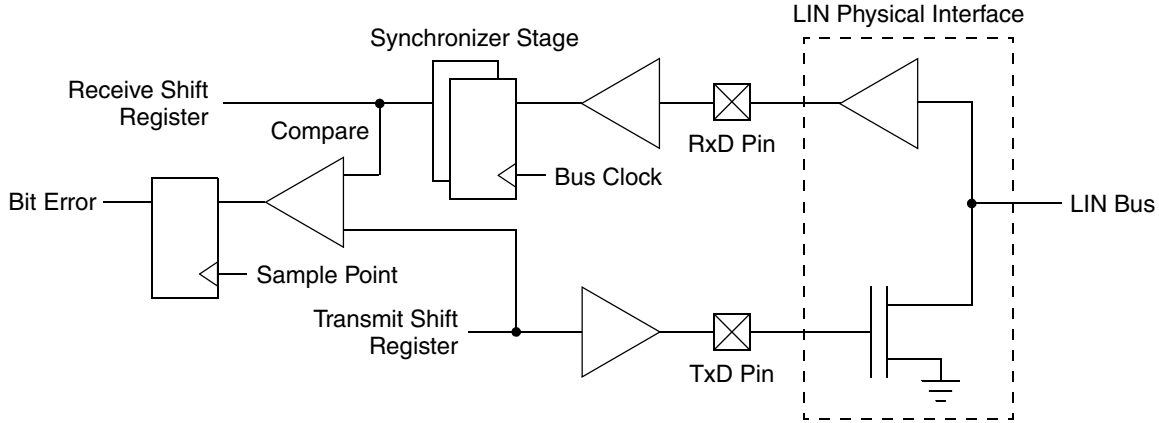 LIN Physical Interface
Synchronizer Stage
Receive Shift
Register
Compare
RxD Pin
Bus Clock
Bit Error
LIN Bus
Sample Point
Transmit Shift
Register
TxD Pin